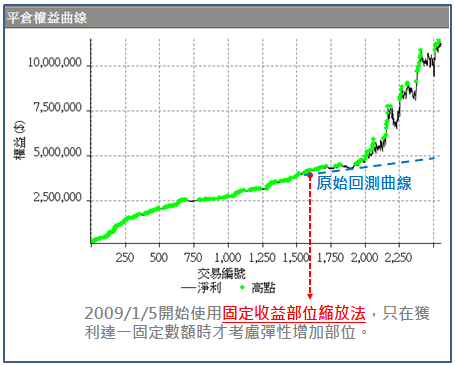 平倉權益曲線
權益 ($)
10,000,000
7,500,000
5,000,000
2,500,000
原始回測曲線
0 250 500 750 1,000 1,250 1,500 1,750 2,000 2,250
交易編號
淨利 高點
2009/1/5開始使用固定收益部位縮放法，只在獲
利達一固定數額時才考慮彈性增加部位。